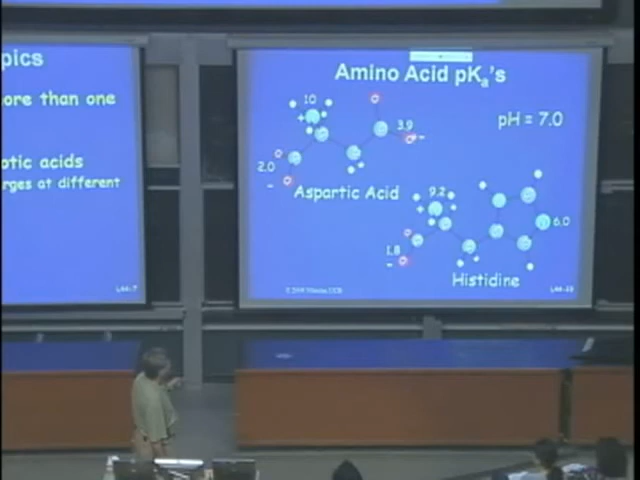 pics
ore than one
otic acids
rges at different
Amino Acid pKa's
pH = 7.0
10
+
3.9
-
2.0
-
Aspartic Acid
9.2
+
6.0
1.8
-
Histidine